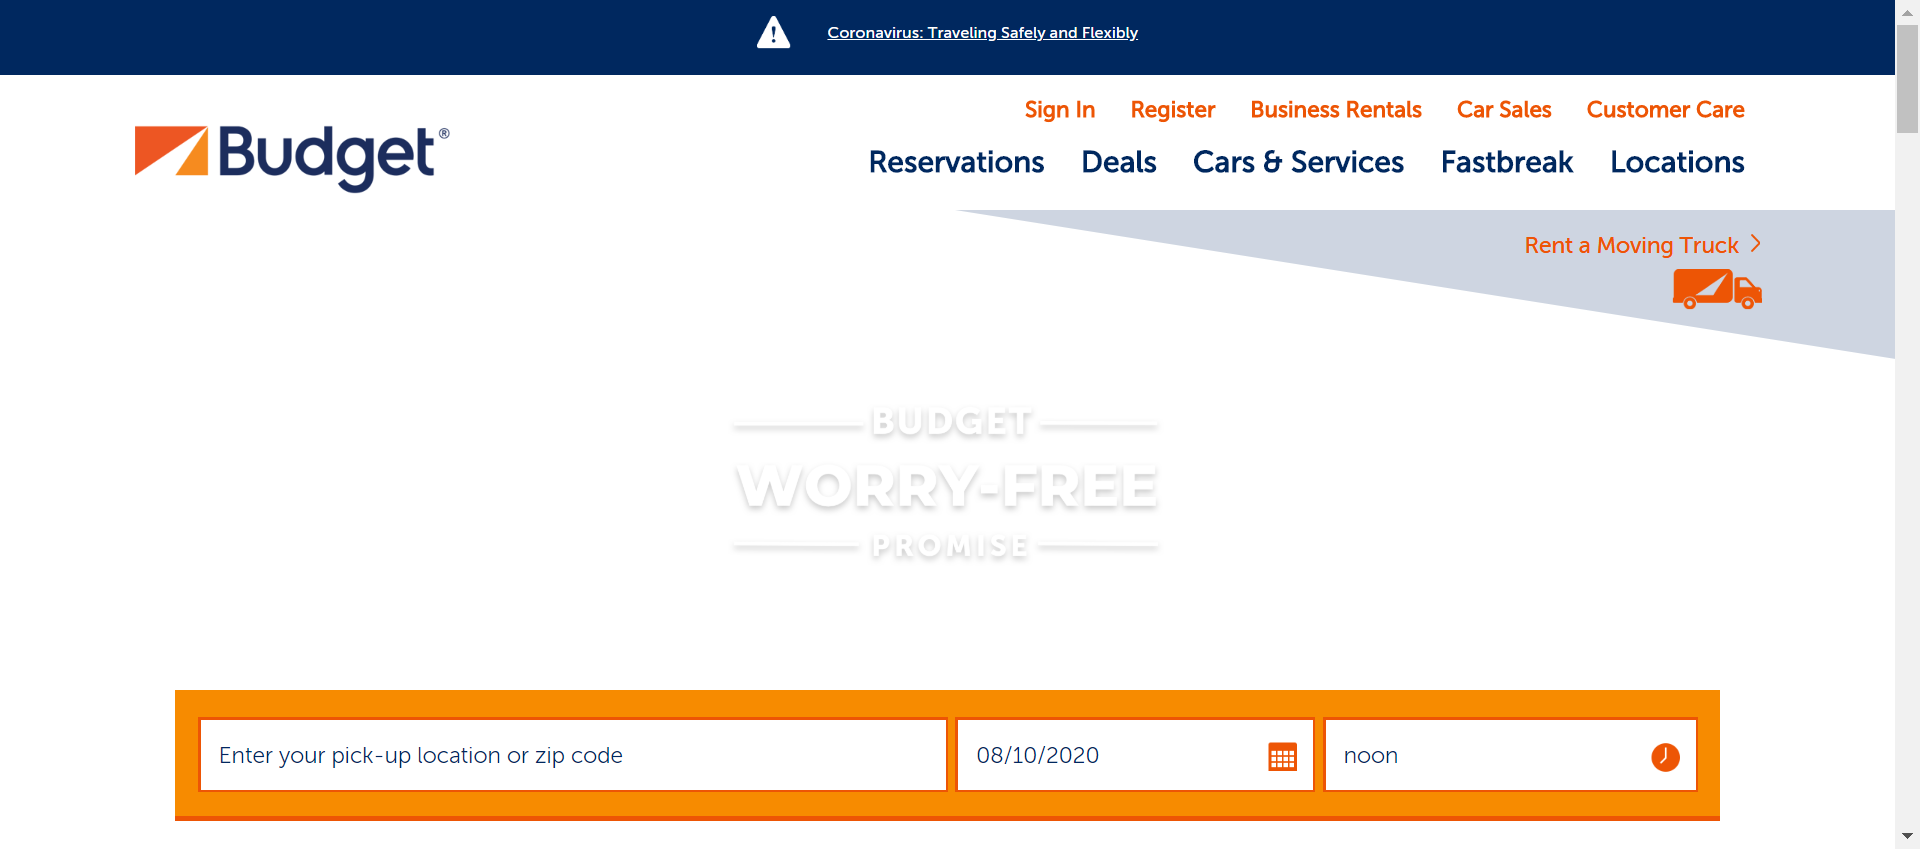 Coronavirus: Traveling Safely and Flexibly
Budget®
Sign In Register Business Rentals Car Sales Customer Care
Reservations Deals Cars & Services Fastbreak Locations
Rent a Moving Truck
BUDGET
WORRY-FREE
PROMISE
Enter your pick-up location or zip code 08/10/2020 noon